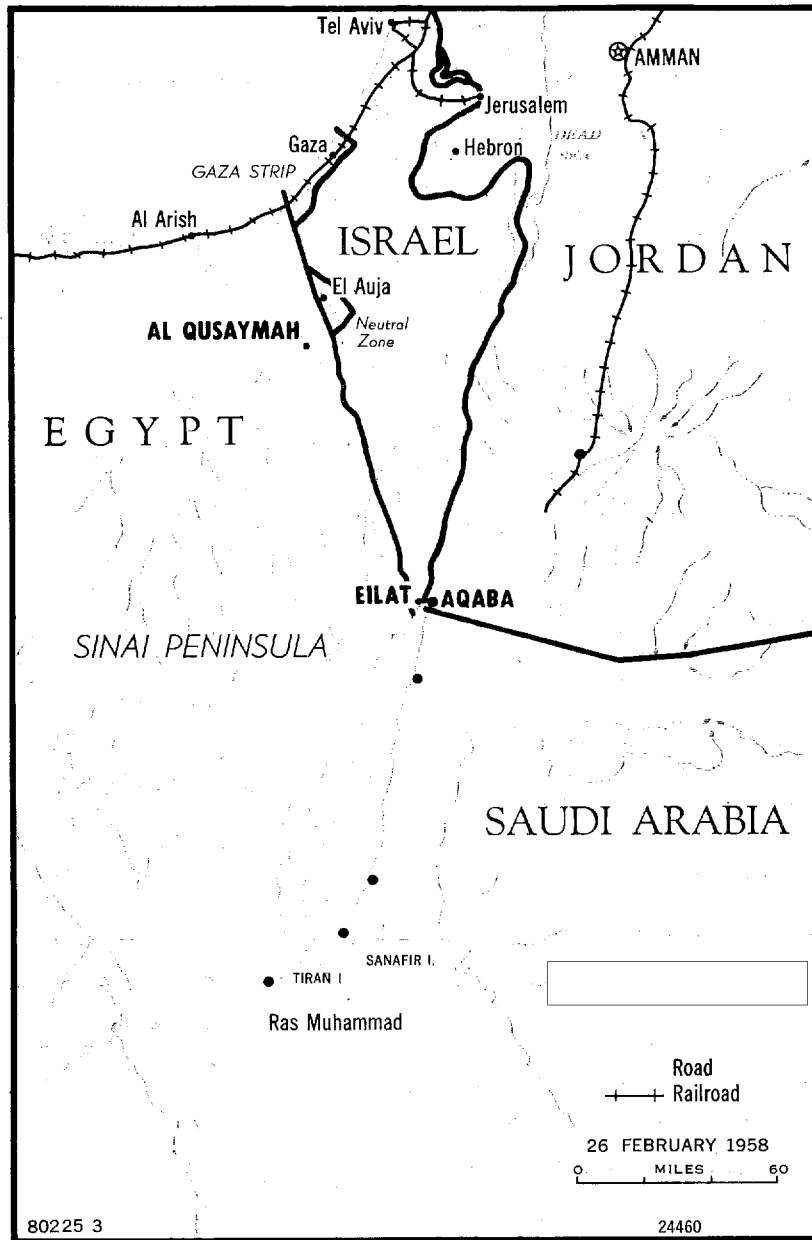 Tel Aviv
AMMAN
Jerusalem
DEAD
SEA
Gaza
Hebron
GAZA STRIP
Al Arish
ISRAEL
JORDAN
El Auja
AL QUSAYMAH
Neutral
Zone
EGYPT
EILAT
AQABA
SINAI PENINSULA
SAUDI ARABIA
SANAFIR I.
TIRAN I
Ras Muhammad
Road
Railroad
26 FEBRUARY 1958
0 MILES 60
80225 3
24460